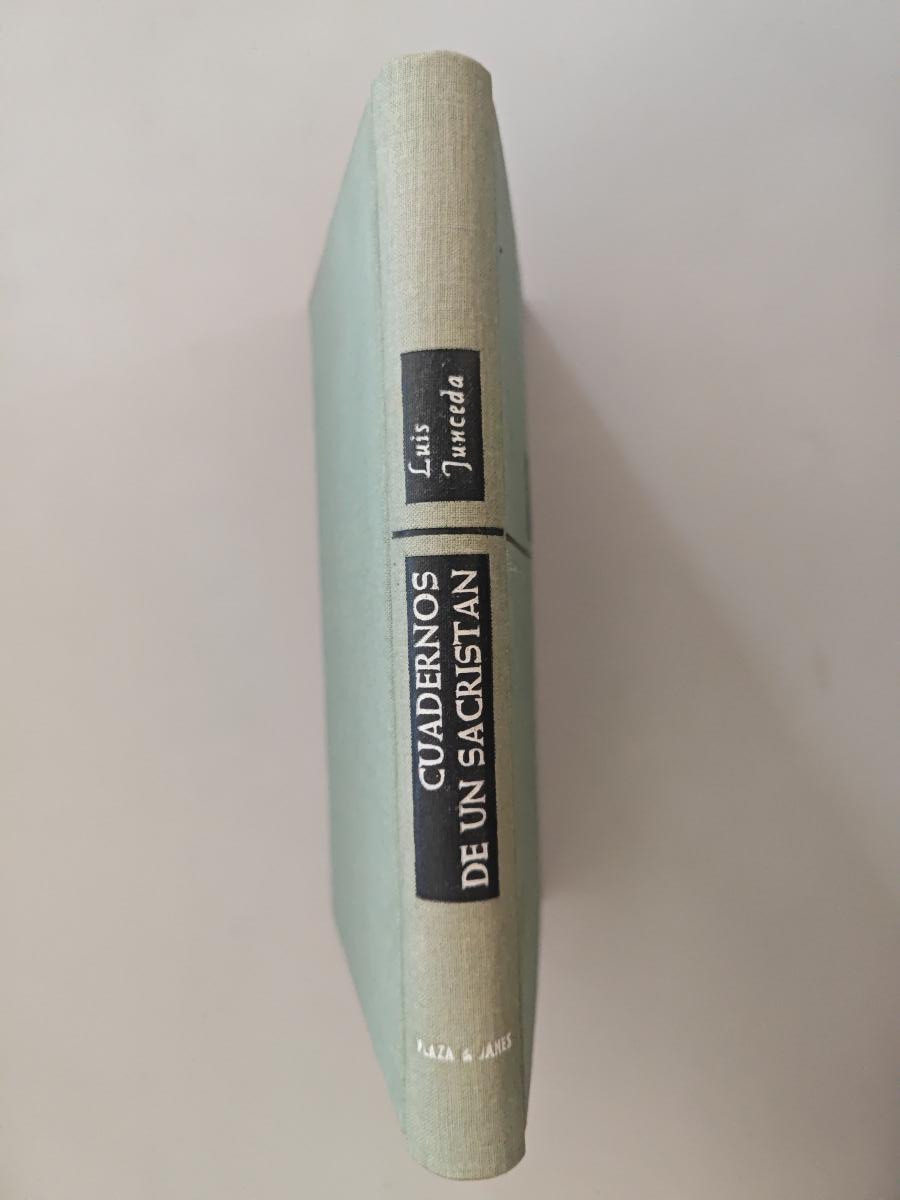 Luis
Junceda
CUADERNOS
DE UN SACRISTAN
PLAZA & JANES